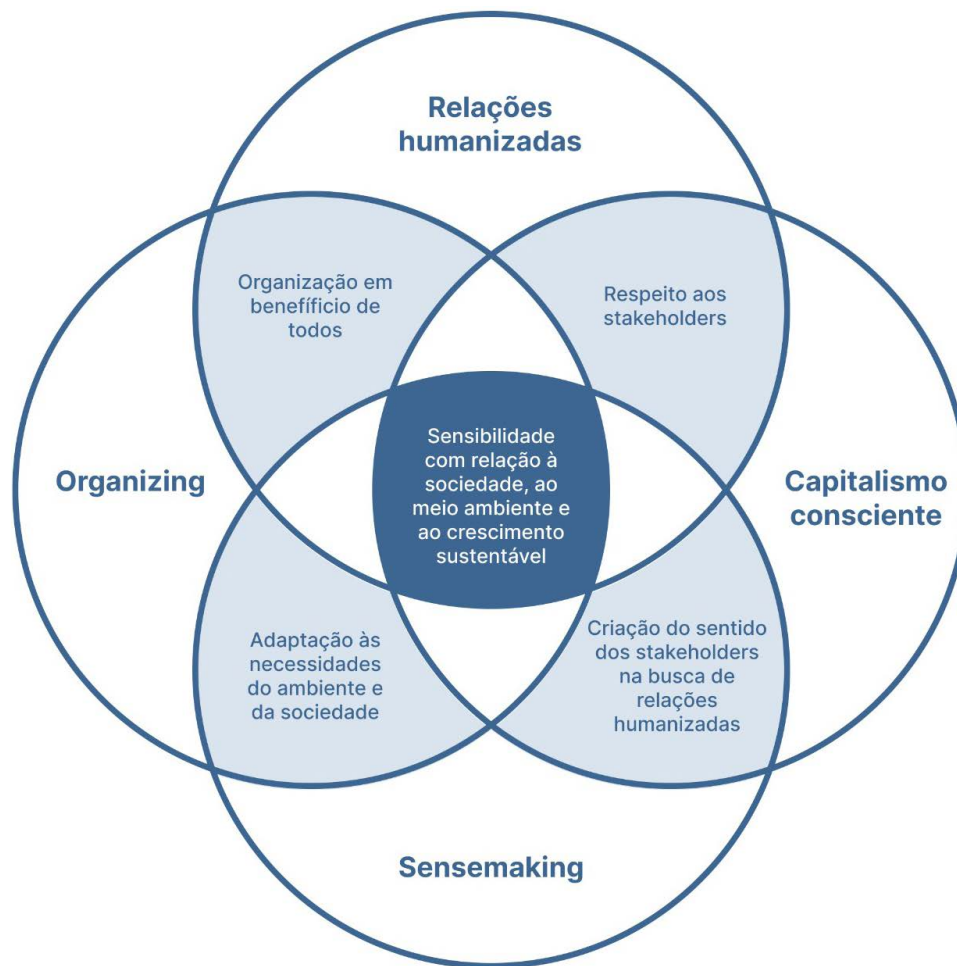 Relações
humanizadas
Organização em
benefíficio de
todos
Respeito aos
stakeholders
Organizing
Sensibilidade
com relação à
sociedade, ao
meio ambiente e
ao crescimento
sustentável
Capitalismo
consciente
Adaptação às
necessidades
do ambiente e
da sociedade
Criação do sentido
dos stakeholders
na busca de
relações
humanizadas
Sensemaking